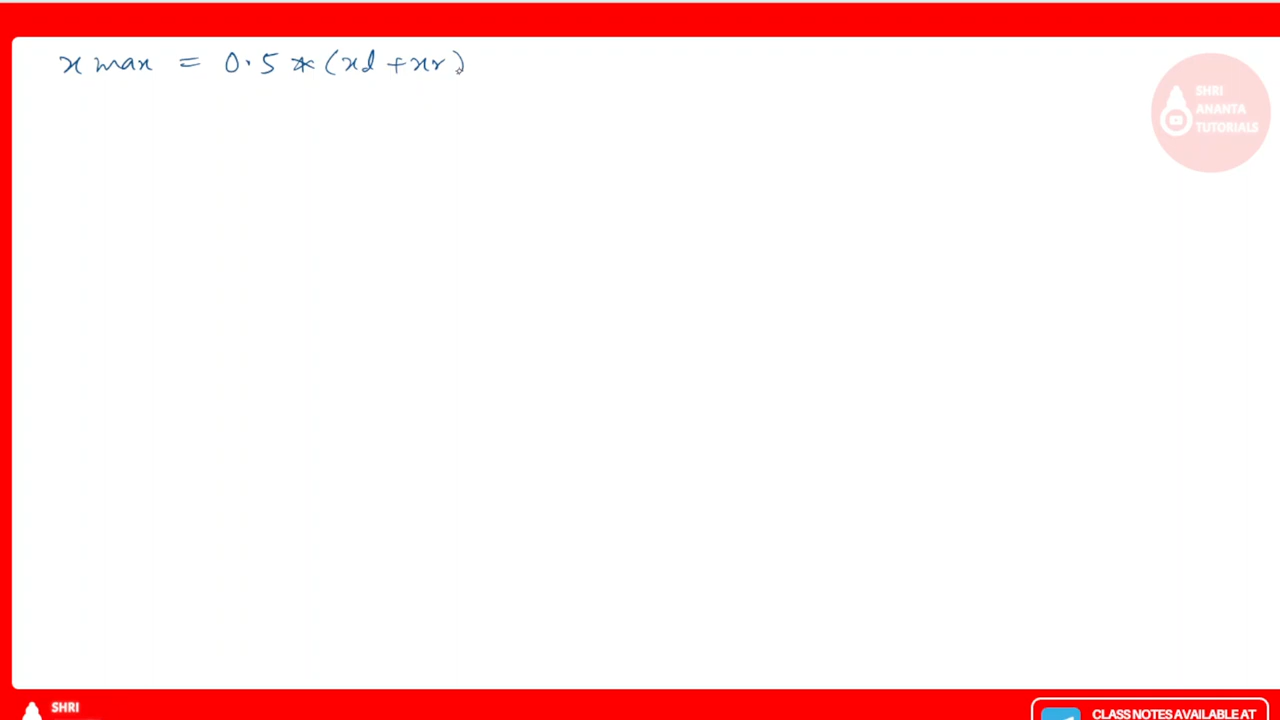 x max = 0.5 * (xd + xr)
SHRI
ANANTA
TUTORIALS
SHRI
CLASS NOTES AVAILABLE AT